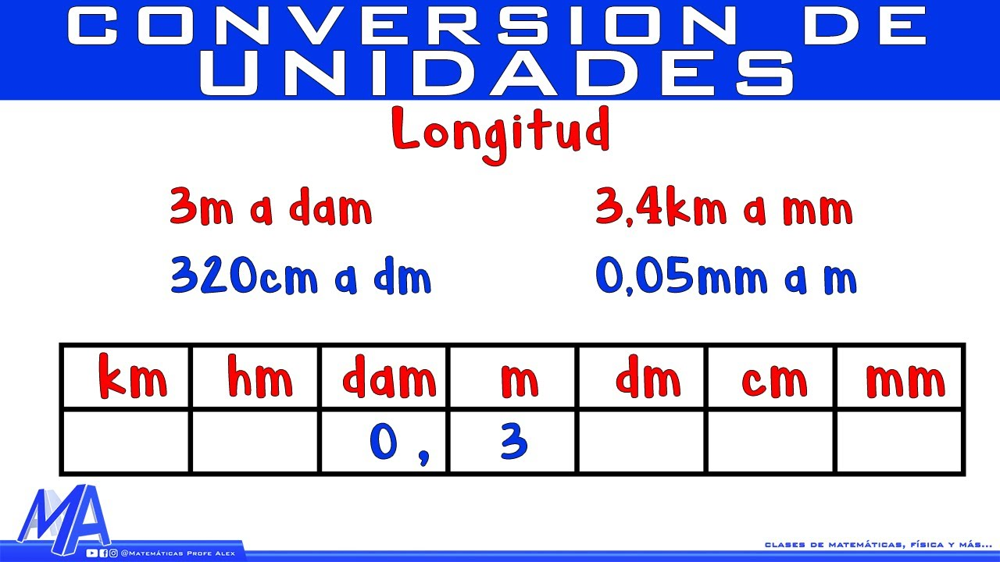 CONVERSION DE
UNIDADES
Longitud
3m a dam
3,4km a mm
320cm a dm
0,05mm a m
km hm dam m dm cm mm
0 , 3
MA
@Matemáticas Profe Alex
CLASES DE MATEMÁTICAS, FÍSICA Y MÁS...